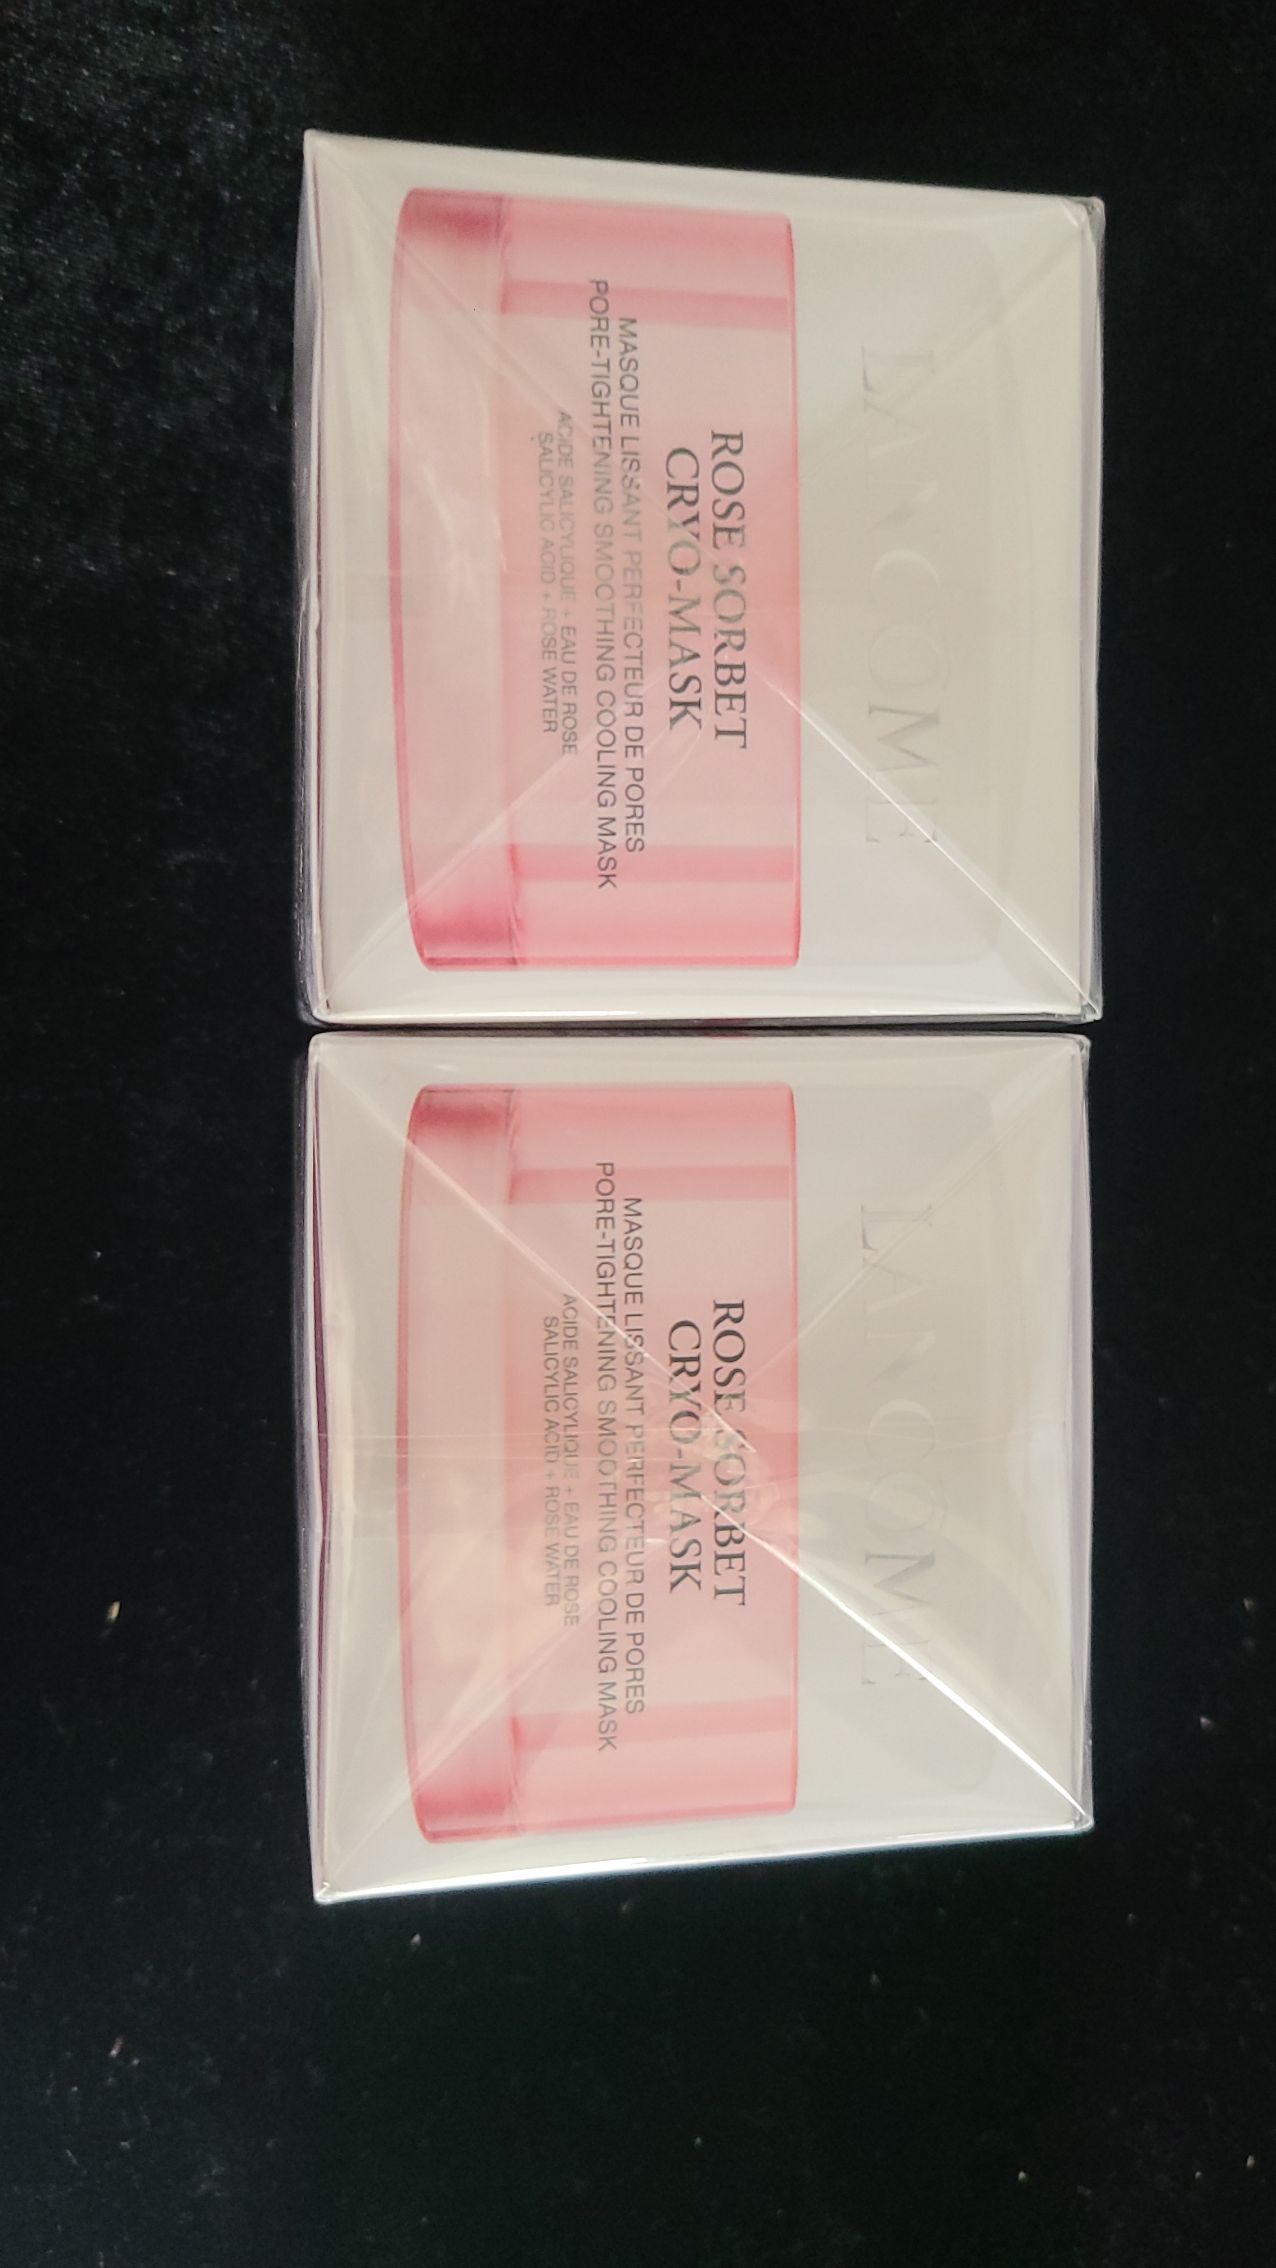 LANCÔME
ROSE SORBET
CRYO-MASK
MASQUE LISSANT PERFECTEUR DE PORES
PORE-TIGHTENING SMOOTHING COOLING MASK
ACIDE SALICYLIQUE + EAU DE ROSE
SALICYLIC ACID + ROSE WATER
LANCÔME
ROSE SORBET
CRYO-MASK
MASQUE LISSANT PERFECTEUR DE PORES
PORE-TIGHTENING SMOOTHING COOLING MASK
ACIDE SALICYLIQUE + EAU DE ROSE
SALICYLIC ACID + ROSE WATER